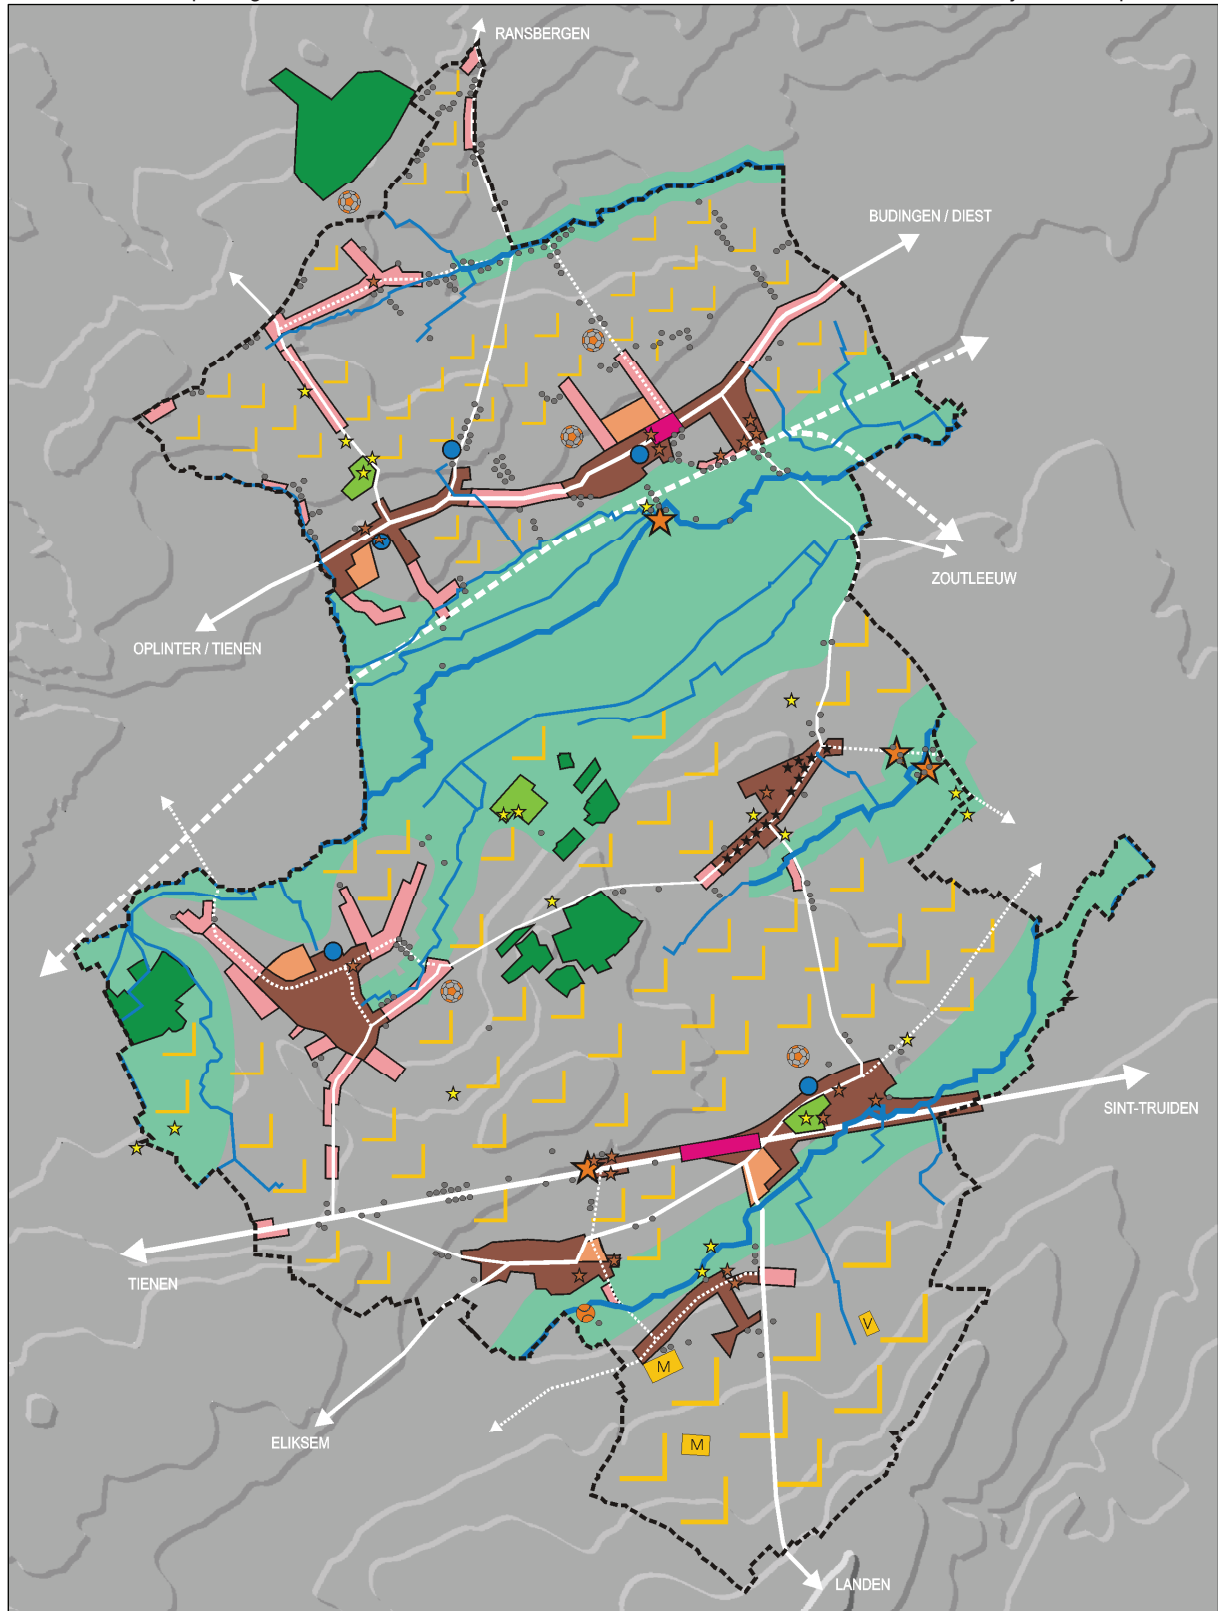 RANSBERGEN
BUDINGEN / DIEST
ZOUTLEEUW
OPLINTER / TIENEN
SINT-TRUIDEN
TIENEN
V
M
ELIKSEM
M
LANDEN